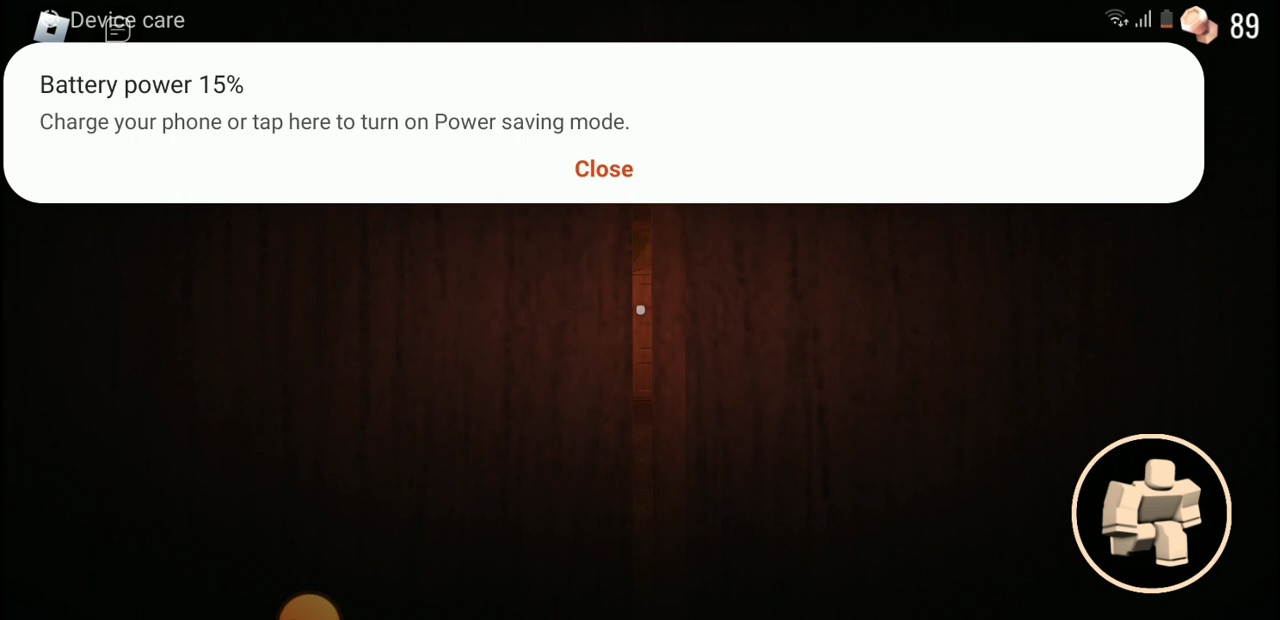 Device care
89
Battery power 15%
Charge your phone or tap here to turn on Power saving mode.
Close